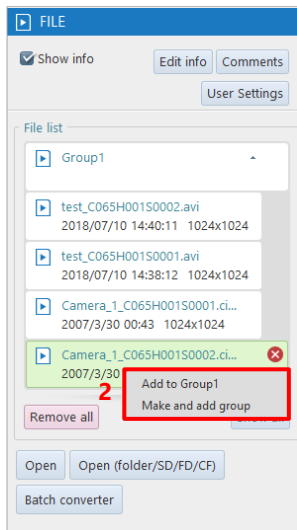 FILE
Show info
Edit info
Comments
User Settings
File list
Group1
test_C065H001S0002.avi
2018/07/10 14:40:11 1024x1024
test_C065H001S0001.avi
2018/07/10 14:38:12 1024x1024
Camera_1_C065H001S0001.ci...
2007/3/30 00:43 1024x1024
Camera_1_C065H001S0002.ci...
2007/3/30
2
Add to Group1
Make and add group
Remove all
Open
Open (folder/SD/FD/CF)
Batch converter